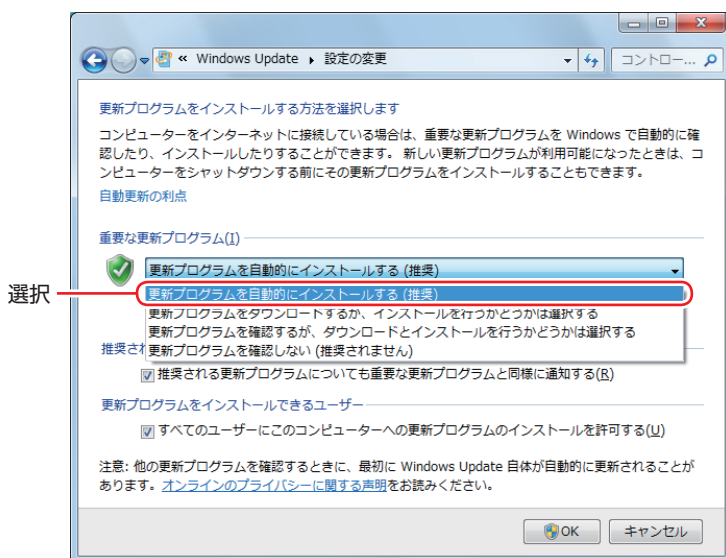 « Windows Update ▸ 設定の変更
コントロー...
更新プログラムをインストールする方法を選択します
コンピューターをインターネットに接続している場合は、重要な更新プログラムを Windows で自動的に確
認したり、インストールしたりすることができます。 新しい更新プログラムが利用可能になったときは、コ
ンピューターをシャットダウンする前にその更新プログラムをインストールすることもできます。
自動更新の利点
重要な更新プログラム(I)
更新プログラムを自動的にインストールする (推奨)
選択
更新プログラムを自動的にインストールする (推奨)
更新プログラムをダウンロードするが、インストールを行うかどうかは選択する
更新プログラムを確認するが、ダウンロードとインストールを行うかどうかは選択する
推奨さ
更新プログラムを確認しない (推奨されません)
推奨される更新プログラムについても重要な更新プログラムと同様に通知する(R)
更新プログラムをインストールできるユーザー
すべてのユーザーにこのコンピューターへの更新プログラムのインストールを許可する(U)
注意: 他の更新プログラムを確認するときに、最初に Windows Update 自体が自動的に更新されることが
あります。オンラインのプライバシーに関する声明をお読みください。
OK
キャンセル